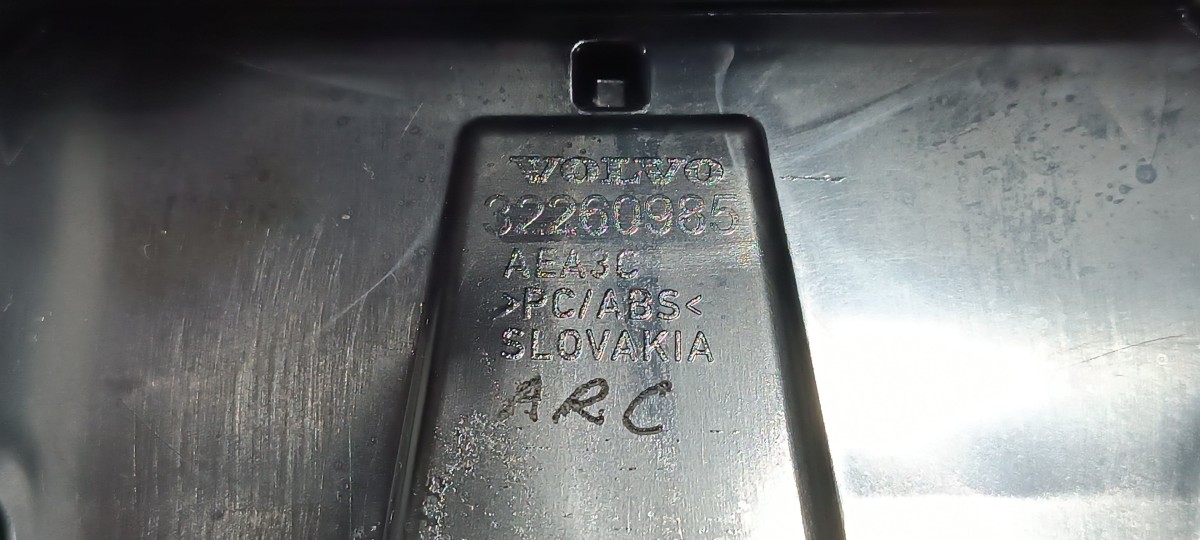 VOLVO
32260985
AEA3C
>PC/ABS<
SLOVAKIA
ARC